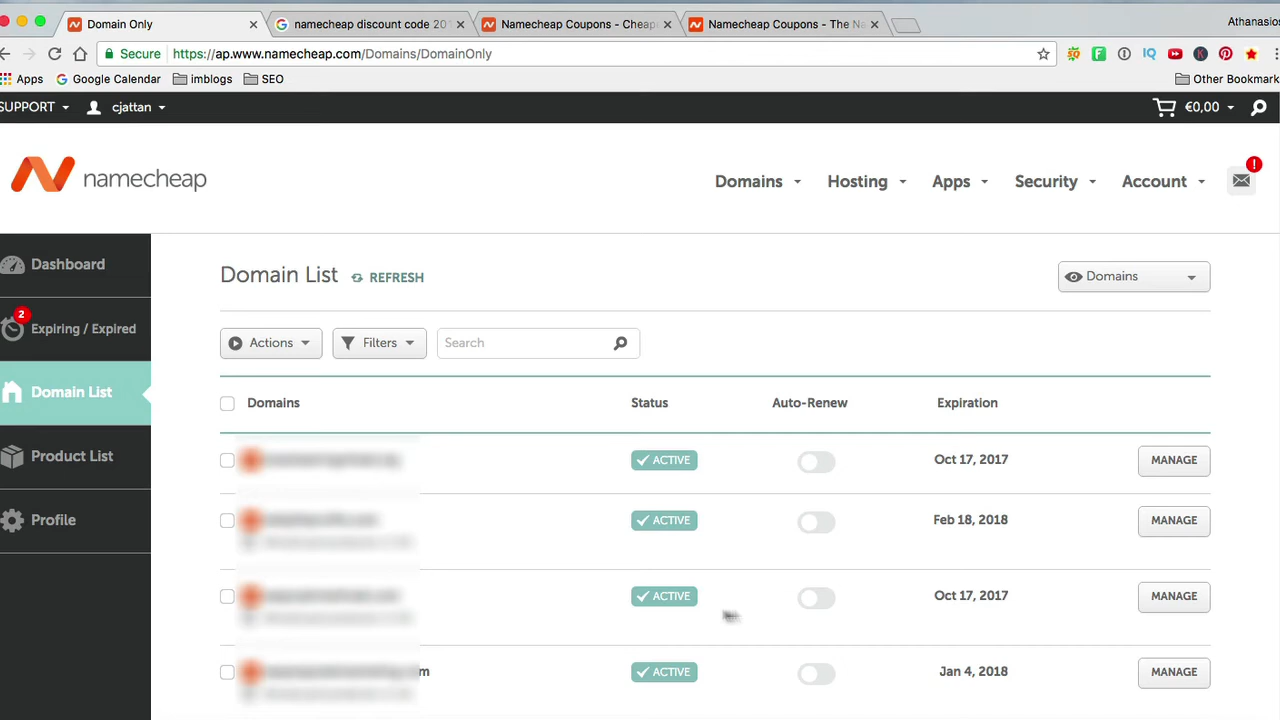 Domain Only
namecheap discount code 201
Namecheap Coupons - Cheap
Namecheap Coupons - The Na
Athanasio
Secure
https://ap.www.namecheap.com/Domains/DomainOnly
Apps
Google Calendar
imblogs
SEO
Other Bookmark
SUPPORT
cjattan
€0,00
namecheap
Domains
Hosting
Apps
Security
Account
!
Dashboard
2
Expiring / Expired
Domain List
Product List
Profile
Domain List
REFRESH
Domains
Actions
Filters
Search
Domains
Status
Auto-Renew
Expiration
ACTIVE
Oct 17, 2017
MANAGE
ACTIVE
Feb 18, 2018
MANAGE
ACTIVE
Oct 17, 2017
MANAGE
ACTIVE
Jan 4, 2018
MANAGE